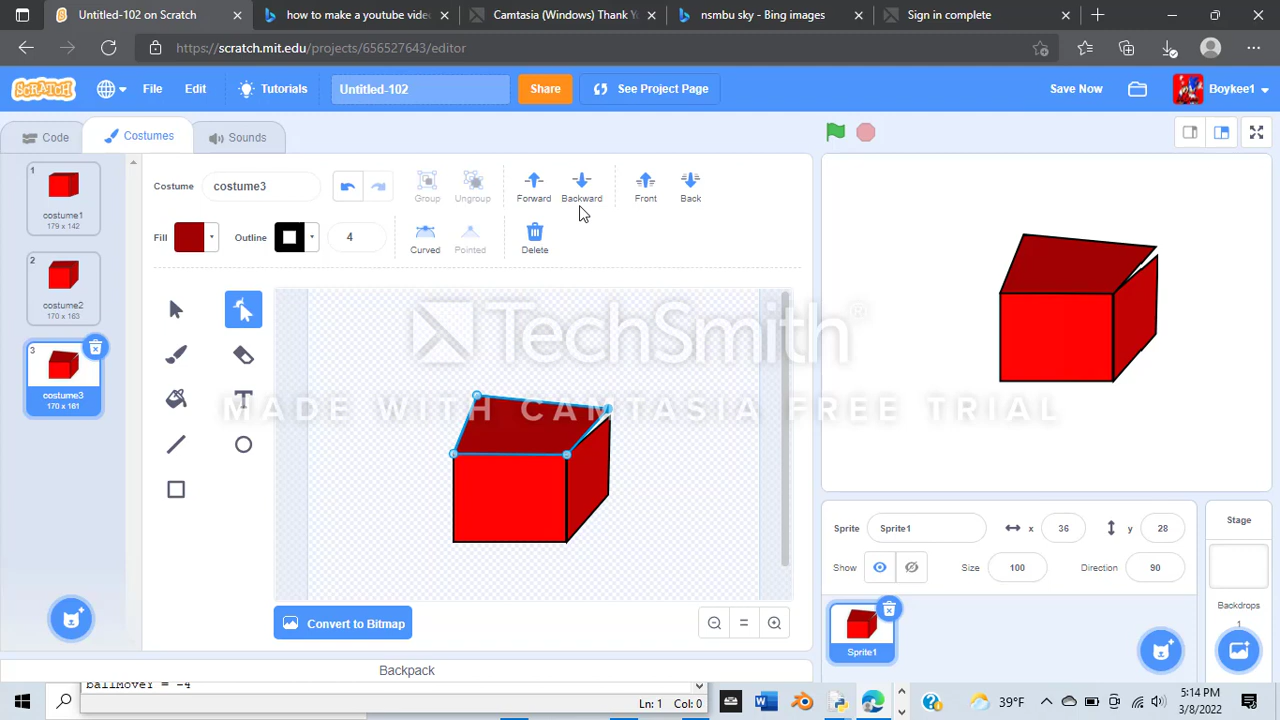 Untitled-102 on Scratch
how to make a youtube video
Camtasia (Windows) Thank Y
nsmbu sky - Bing images
Sign in complete
https://scratch.mit.edu/projects/656527643/editor
SCRATCH
File
Edit
Tutorials
Untitled-102
Share
See Project Page
Save Now
Boykee1
Code
Costumes
Sounds
Costume
costume3
Group
Ungroup
Forward
Backward
Front
Back
Fill
Outline
4
Curved
Pointed
Delete
1
costume1
179 x 142
2
costume2
170 x 163
3
costume3
170 x 161
T
TechSmith®
MADE WITH CAMTASIA FREE TRIAL
Convert to Bitmap
Backpack
Sprite
Sprite1
x
36
y
28
Show
Size
100
Direction
90
Sprite1
Stage
Backdrops
1
ballMoveY = -4
Ln: 1 Col: 0
39°F
5:14 PM
3/8/2022